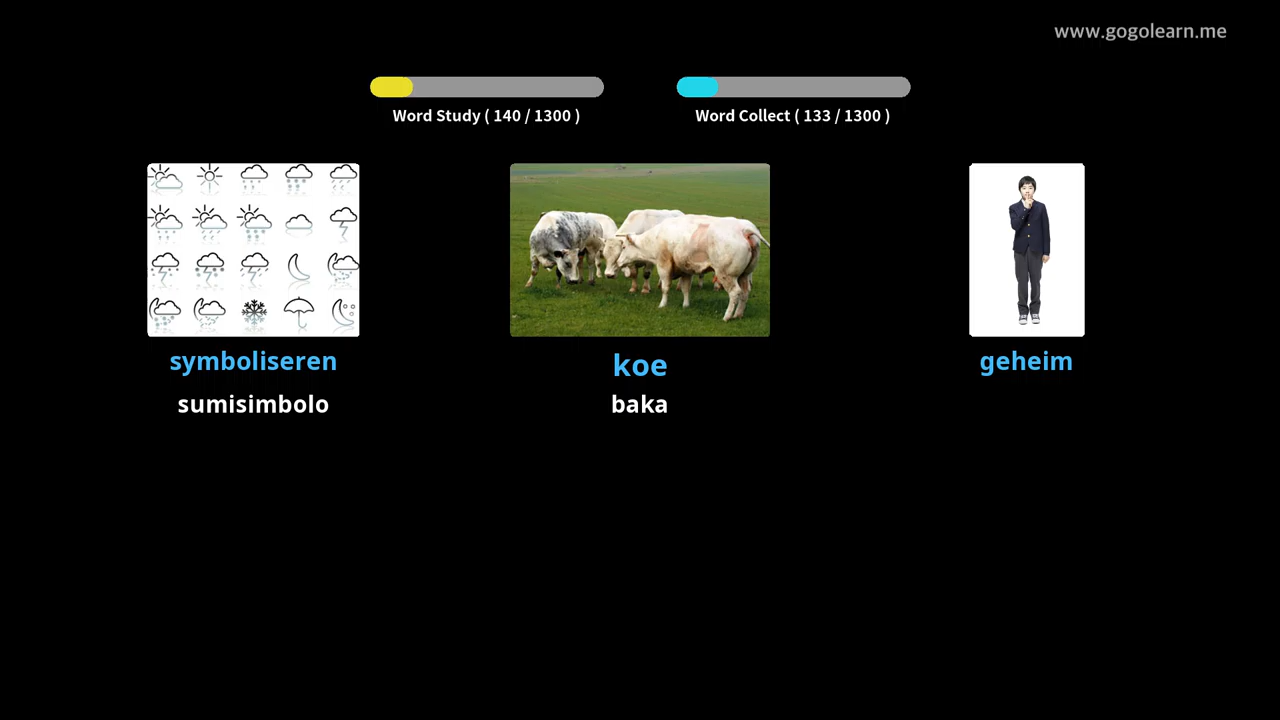 www.gogolearn.me
Word Study ( 140 / 1300 )
Word Collect ( 133 / 1300 )
symboliseren
koe
geheim
sumisimbolo
baka